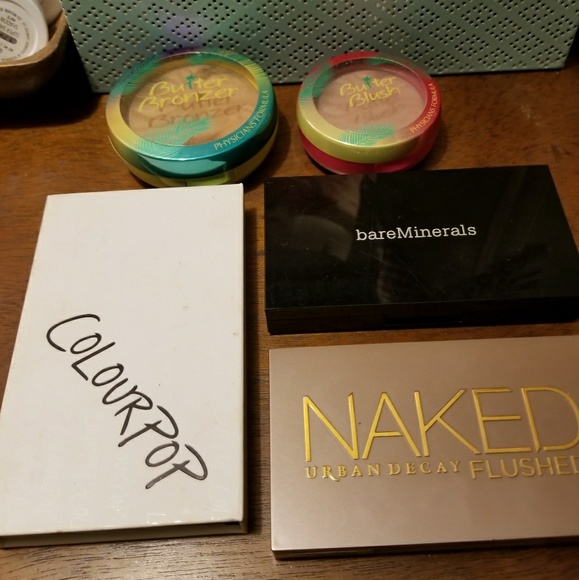 Butter
Bronzer
PHYSICIANS FORMULA
Butter
Blush
PHYSICIANS FORMULA
bareMinerals
COLOURPOP
NAKED
URBAN DECAY FLUSHED